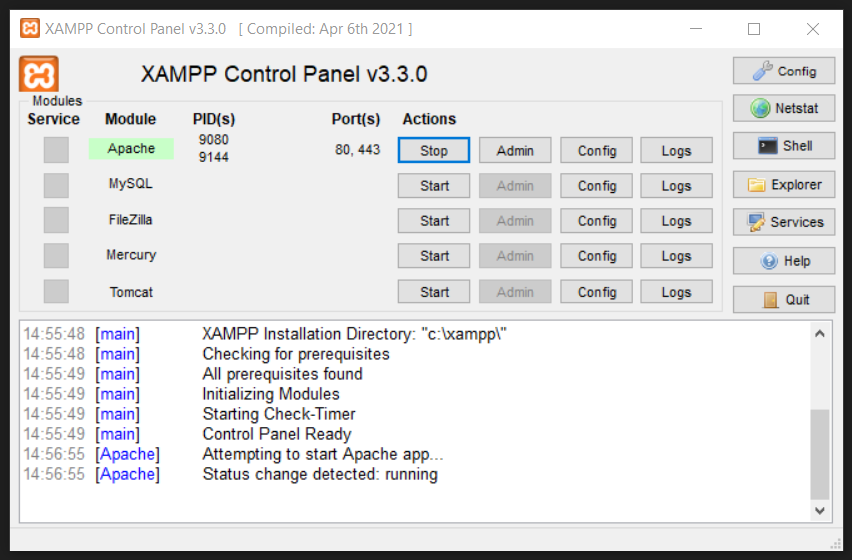 XAMPP Control Panel v3.3.0 [ Compiled: Apr 6th 2021 ]
XAMPP Control Panel v3.3.0
Config
Modules
Service Module PID(s) Port(s) Actions
Netstat
Apache 9080 9144 80, 443 Stop Admin Config Logs
Shell
MySQL Start Admin Config Logs
Explorer
FileZilla Start Admin Config Logs
Services
Mercury Start Admin Config Logs
Help
Tomcat Start Admin Config Logs
Quit
14:55:48 [main] XAMPP Installation Directory: "c:\xampp\"
14:55:48 [main] Checking for prerequisites
14:55:49 [main] All prerequisites found
14:55:49 [main] Initializing Modules
14:55:49 [main] Starting Check-Timer
14:55:49 [main] Control Panel Ready
14:56:55 [Apache] Attempting to start Apache app...
14:56:55 [Apache] Status change detected: running